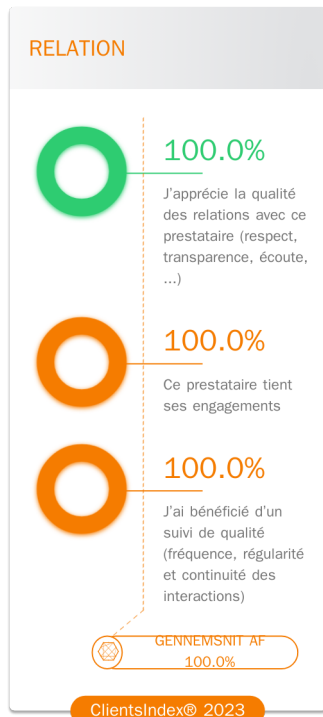 RELATION
100.0%
J'apprécie la qualité
des relations avec ce
prestataire (respect,
transparence, écoute,
...)
100.0%
Ce prestataire tient
ses engagements
100.0%
J'ai bénéficié d'un
suivi de qualité
(fréquence, régularité
et continuité des
interactions)
GENNEMSNIT AF
100.0%
ClientsIndex® 2023